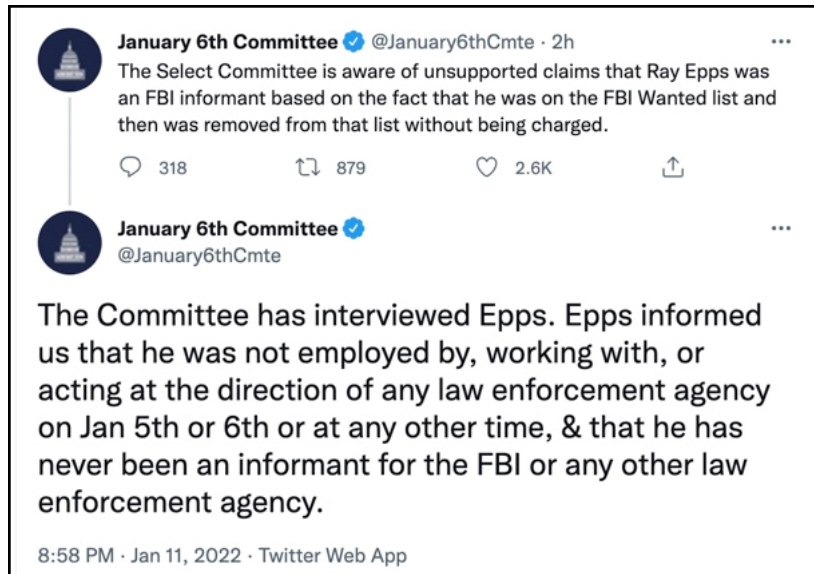 January 6th Committee @January6thCmte · 2h
The Select Committee is aware of unsupported claims that Ray Epps was
an FBI informant based on the fact that he was on the FBI Wanted list and
then was removed from that list without being charged.
318 879 2.6K
January 6th Committee
@January6thCmte
The Committee has interviewed Epps. Epps informed
us that he was not employed by, working with, or
acting at the direction of any law enforcement agency
on Jan 5th or 6th or at any other time, & that he has
never been an informant for the FBI or any other law
enforcement agency.
8:58 PM · Jan 11, 2022 · Twitter Web App